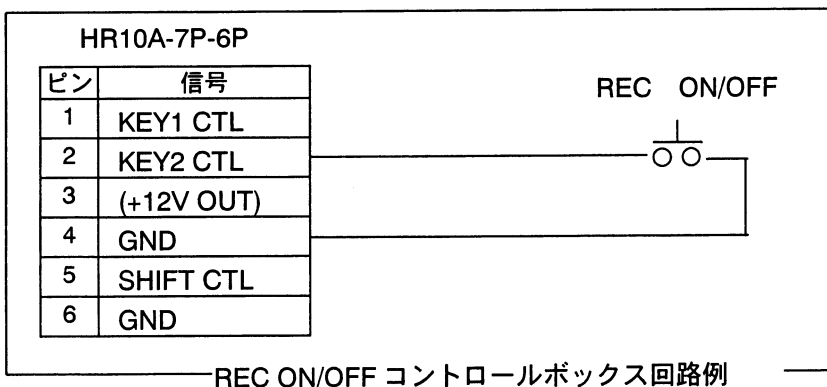 HR10A-7P-6P
ピン 信号
REC ON/OFF
1 KEY1 CTL
2 KEY2 CTL
3 (+12V OUT)
4 GND
5 SHIFT CTL
6 GND
REC ON/OFF コントロールボックス回路例